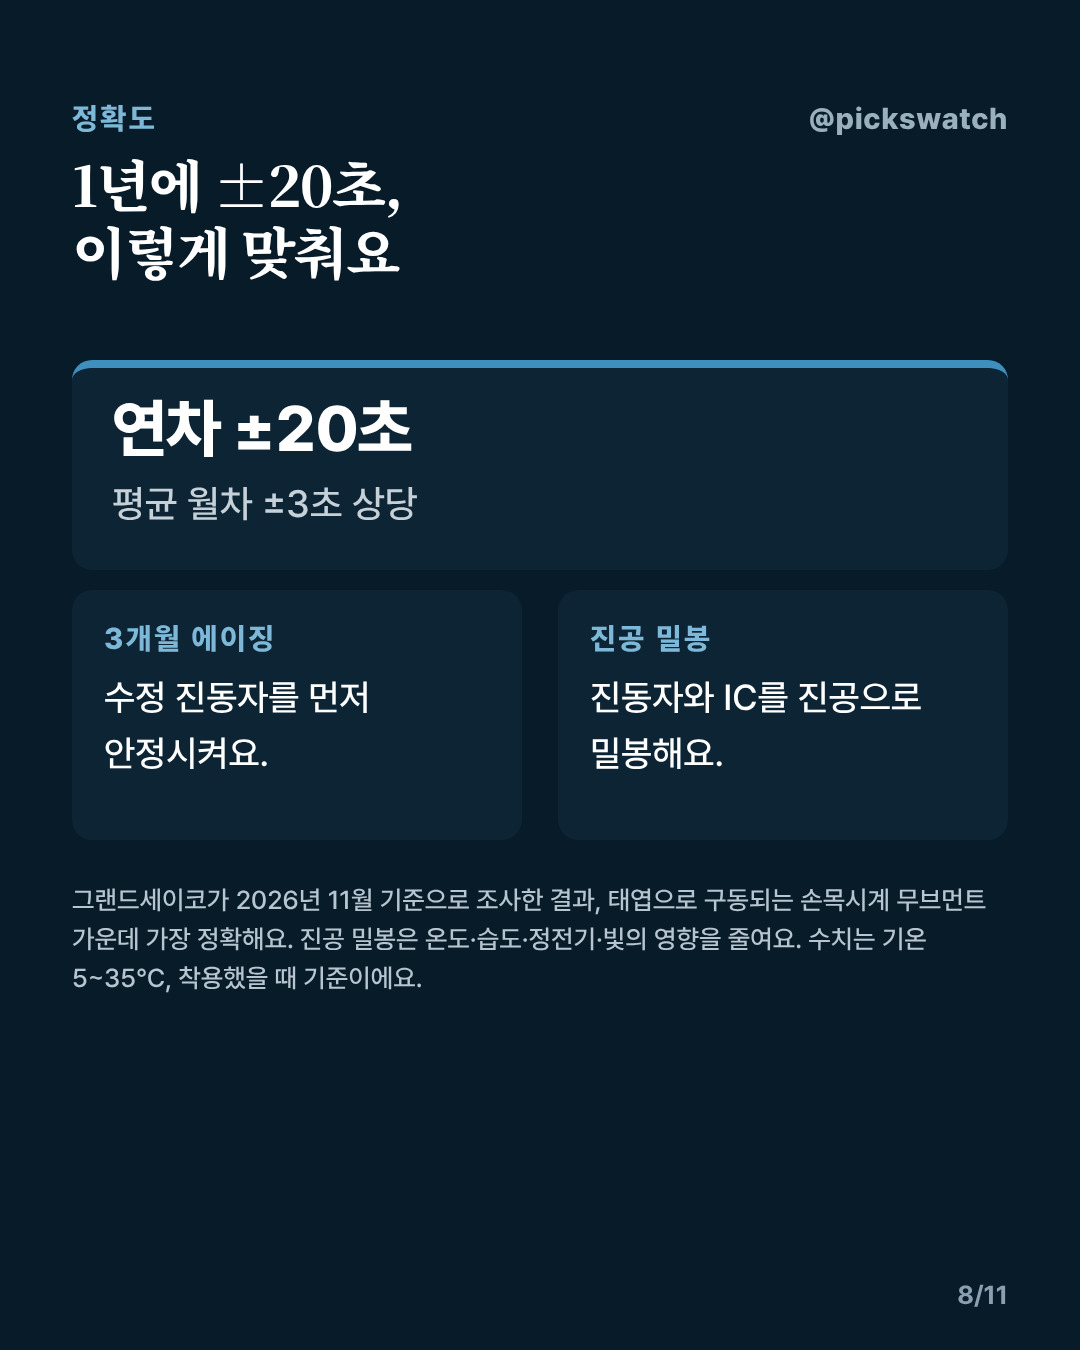 정확도
@pickswatch
1년에 ±20초,
이렇게 맞춰요
연차 ±20초
평균 월차 ±3초 상당
3개월 에이징
수정 진동자를 먼저
안정시켜요.
진공 밀봉
진동자와 IC를 진공으로
밀봉해요.
그랜드세이코가 2026년 11월 기준으로 조사한 결과, 태엽으로 구동되는 손목시계 무브먼트
가운데 가장 정확해요. 진공 밀봉은 온도·습도·정전기·빛의 영향을 줄여요. 수치는 기온
5~35°C, 착용했을 때 기준이에요.
8/11